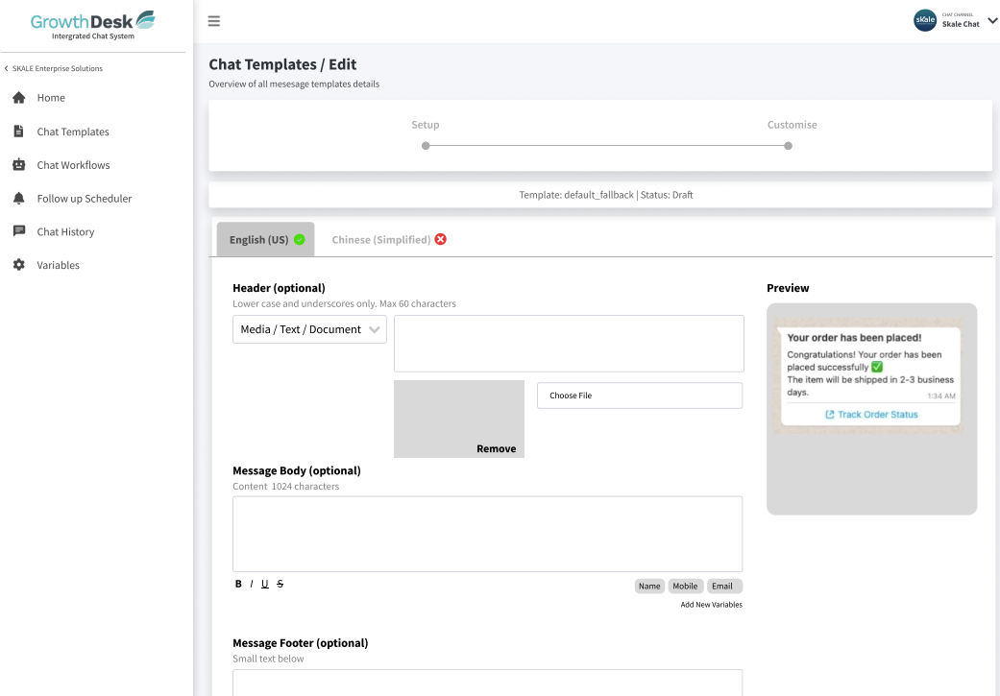 GrowthDesk
Intergrated Chat System
skale
CHAT CHANNEL
Skale Chat
SKALE Enterprise Solutions
Home
Chat Templates
Chat Workflows
Follow up Scheduler
Chat History
Variables
Chat Templates / Edit
Overview of all mesesage templates details
Setup
Customise
Template: default_fallback | Status: Draft
English (US)
Chinese (Simplified)
Header (optional)
Lower case and underscores only. Max 60 characters
Media / Text / Document
Choose File
Remove
Message Body (optional)
Content 1024 characters
B I U S
Name Mobile Email
Add New Variables
Message Footer (optional)
Small text below
Preview
Your order has been placed!
Congratulations! Your order has been
placed successfully ✅
The item will be shipped in 2-3 business
days.
1:34 AM
Track Order Status